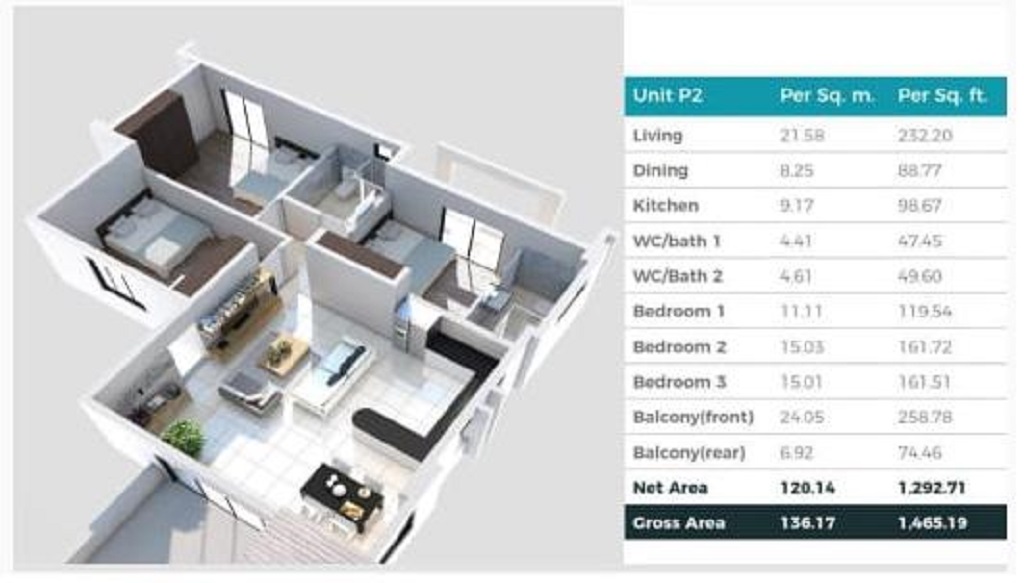 Unit P2 Per Sq. m. Per Sq. ft.
Living 21.58 232.20
Dining 8.25 88.77
Kitchen 9.17 98.67
WC/bath 1 4.41 47.45
WC/Bath 2 4.61 49.60
Bedroom 1 11.11 119.54
Bedroom 2 15.03 161.72
Bedroom 3 15.01 161.51
Balcony(front) 24.05 258.78
Balcony(rear) 6.92 74.46
Net Area 120.14 1,292.71
Gross Area 136.17 1,465.19